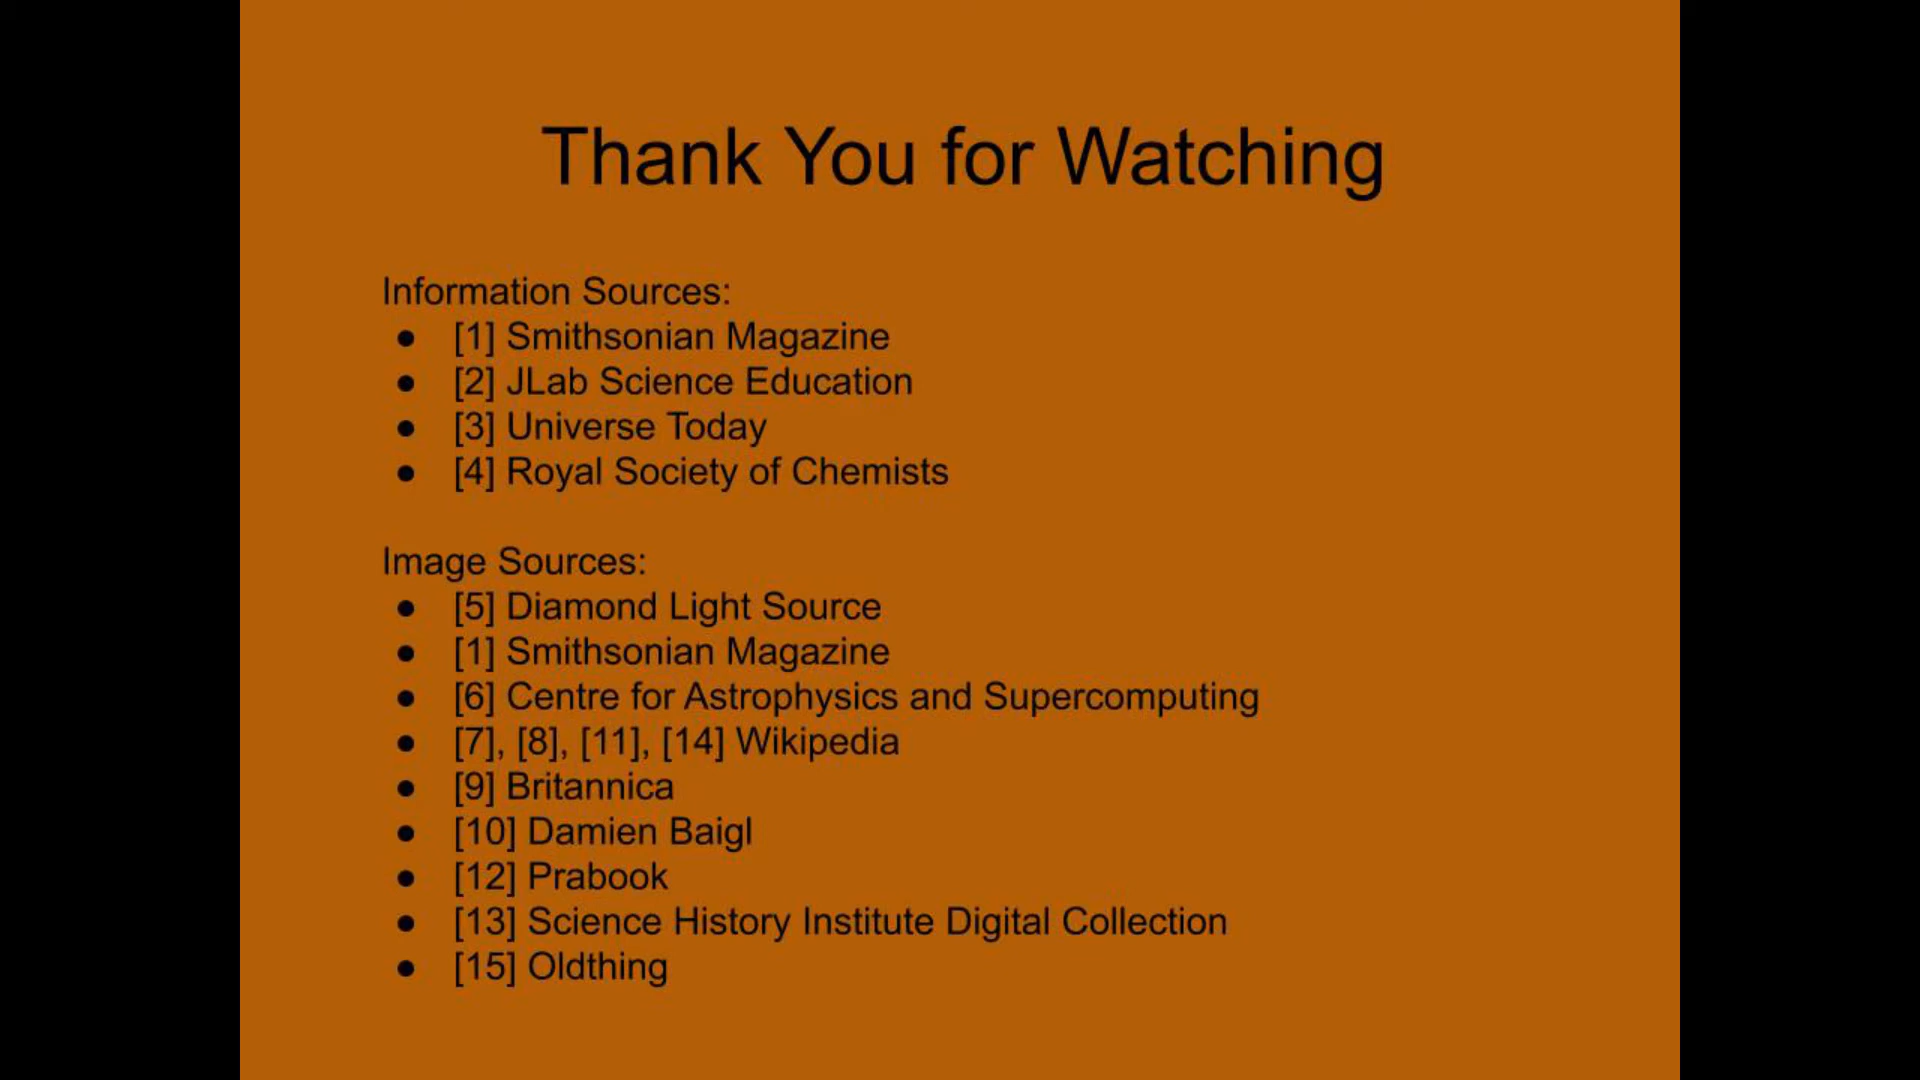 Thank You for Watching
Information Sources:
● [1] Smithsonian Magazine
● [2] JLab Science Education
● [3] Universe Today
● [4] Royal Society of Chemists
Image Sources:
● [5] Diamond Light Source
● [1] Smithsonian Magazine
● [6] Centre for Astrophysics and Supercomputing
● [7], [8], [11], [14] Wikipedia
● [9] Britannica
● [10] Damien Baigl
● [12] Prabook
● [13] Science History Institute Digital Collection
● [15] Oldthing